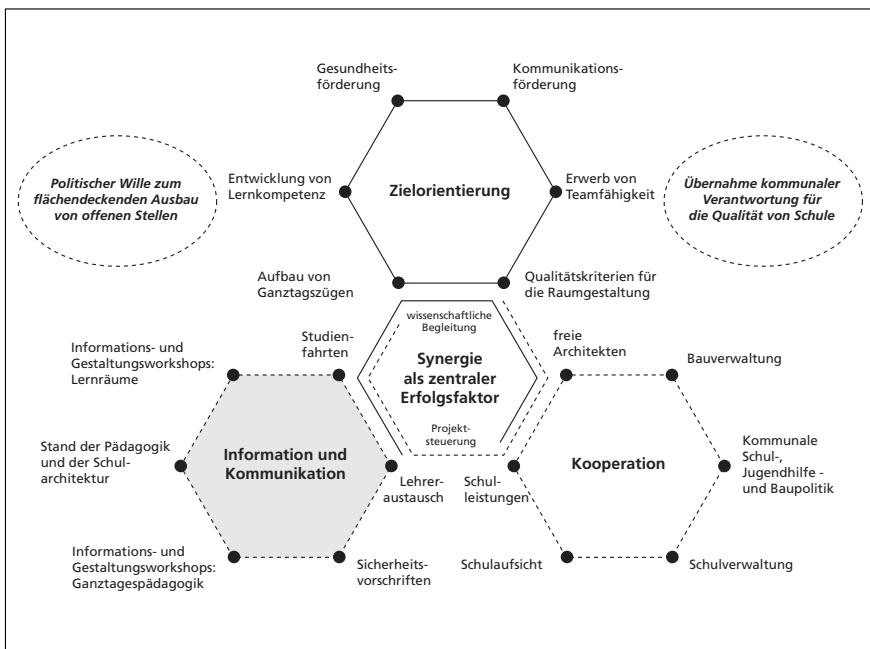 Gesundheits-
förderung
Kommunikations-
förderung
Politischer Wille zum
flächendeckenden Ausbau
von offenen Stellen
Entwicklung von
Lernkompetenz
Zielorientierung
Erwerb von
Teamfähigkeit
Übernahme kommunaler
Verantwortung für
die Qualität von Schule
Aufbau von
Ganztagszügen
Qualitätskriterien für
die Raumgestaltung
wissenschaftliche
Begleitung
Synergie
als zentraler
Erfolgsfaktor
Projekt-
steuerung
Studien-
fahrten
freie
Architekten
Informations- und
Gestaltungsworkshops:
Lernräume
Bauverwaltung
Stand der Pädagogik
und der Schul-
architektur
Information und
Kommunikation
Lehrer-
austausch
Schul-
leistungen
Kooperation
Kommunale
Schul-,
Jugendhilfe -
und Baupolitik
Informations- und
Gestaltungsworkshops:
Ganztagespädagogik
Sicherheits-
vorschriften
Schulaufsicht
Schulverwaltung